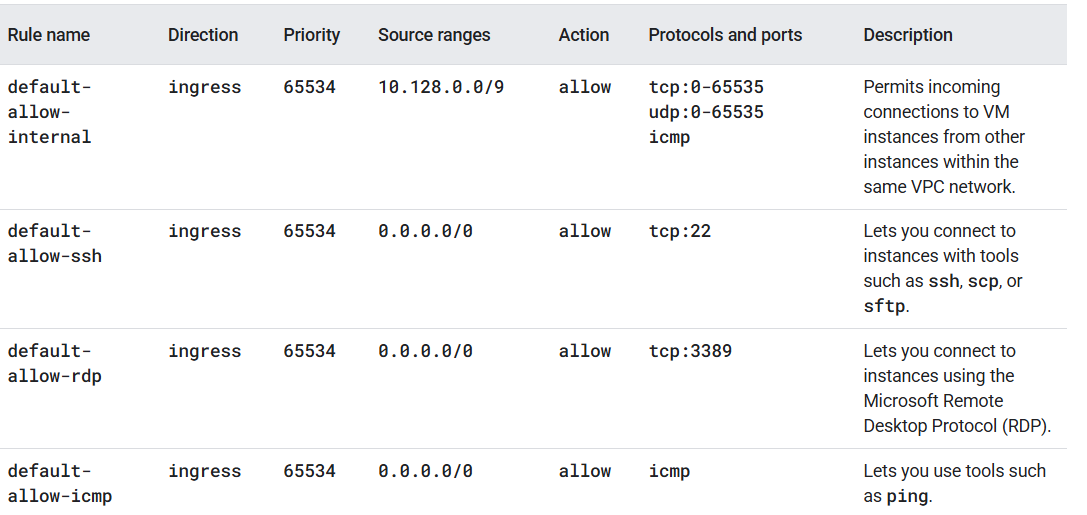 Rule name Direction Priority Source ranges Action Protocols and ports Description
default- ingress 65534 10.128.0.0/9 allow tcp:0-65535 Permits incoming
allow- udp:0-65535 connections to VM
internal icmp instances from other
instances within the
same VPC network.
default- ingress 65534 0.0.0.0/0 allow tcp:22 Lets you connect to
allow-ssh instances with tools
such as ssh, scp, or
sftp.
default- ingress 65534 0.0.0.0/0 allow tcp:3389 Lets you connect to
allow-rdp instances using the
Microsoft Remote
Desktop Protocol (RDP).
default- ingress 65534 0.0.0.0/0 allow icmp Lets you use tools such
allow-icmp as ping.